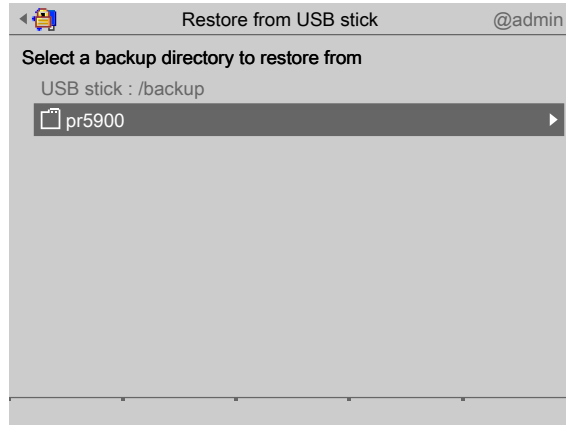 Restore from USB stick @admin
Select a backup directory to restore from
USB stick : /backup
pr5900